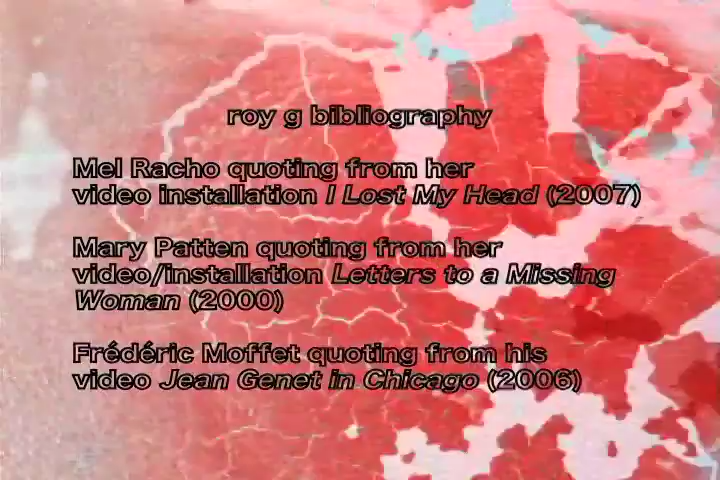 roy g bibliography
Mel Racho quoting from her
video installation I Lost My Head (2007)
Mary Patten quoting from her
video/installation Letters to a Missing
Woman (2000)
Frédéric Moffet quoting from his
video Jean Genet in Chicago (2006)